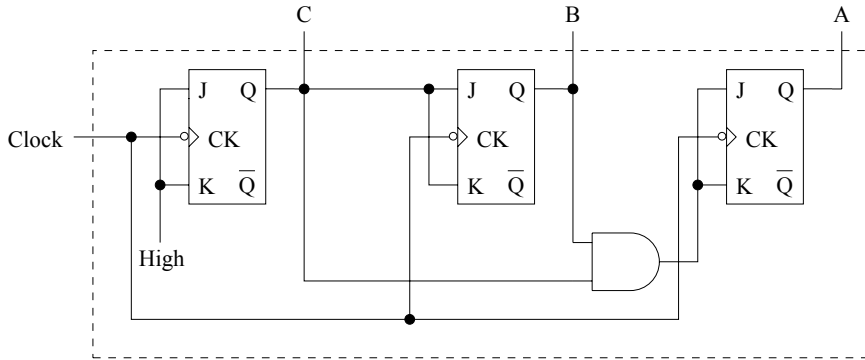 C B A
J Q J Q J Q
Clock CK CK CK
K Q̅ K Q̅ K Q̅
High